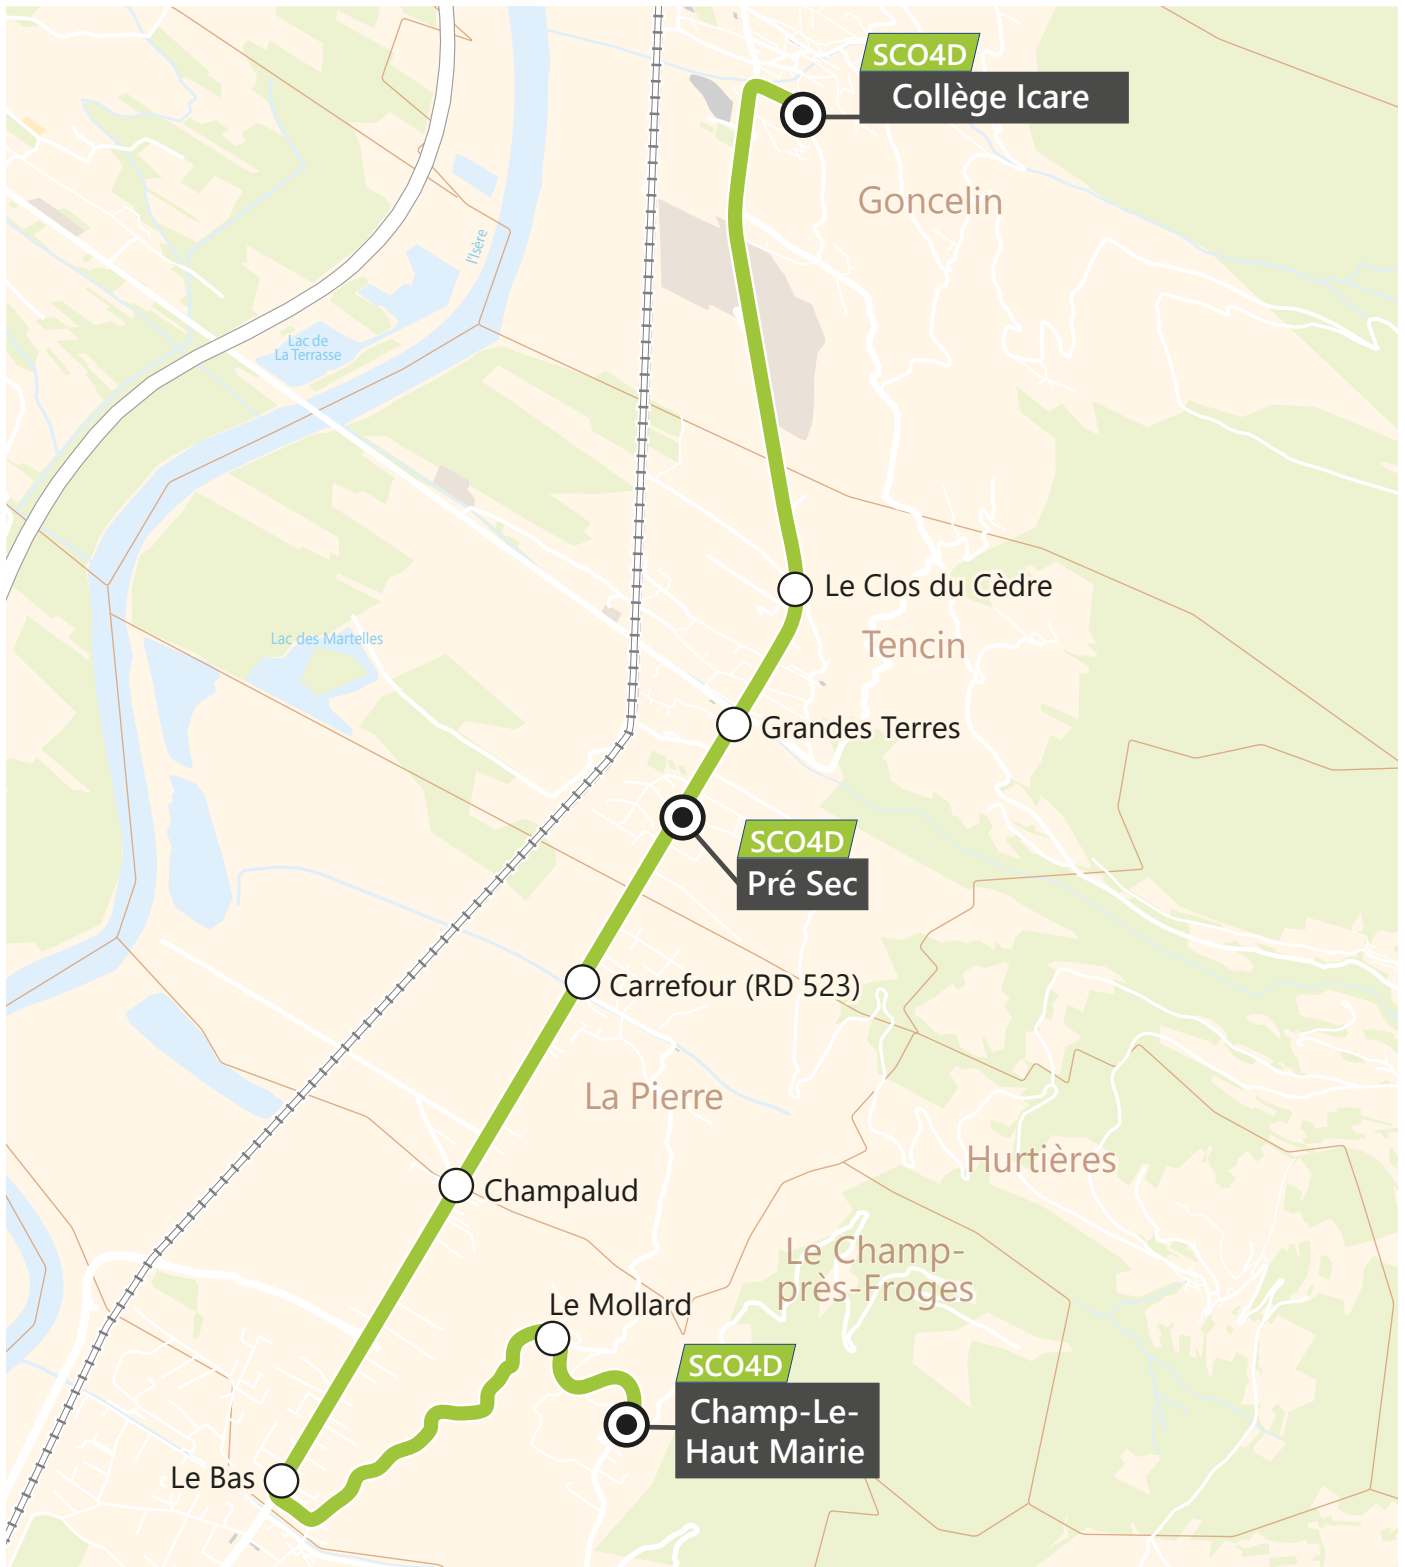 SCO4D
Collège Icare
Goncelin
l'Isère
Lac de
La Terrasse
Le Clos du Cèdre
Lac des Martelles
Tencin
Grandes Terres
SCO4D
Pré Sec
Carrefour (RD 523)
La Pierre
Hurtières
Champalud
Le Champ-
près-Froges
Le Mollard
SCO4D
Champ-Le-
Haut Mairie
Le Bas